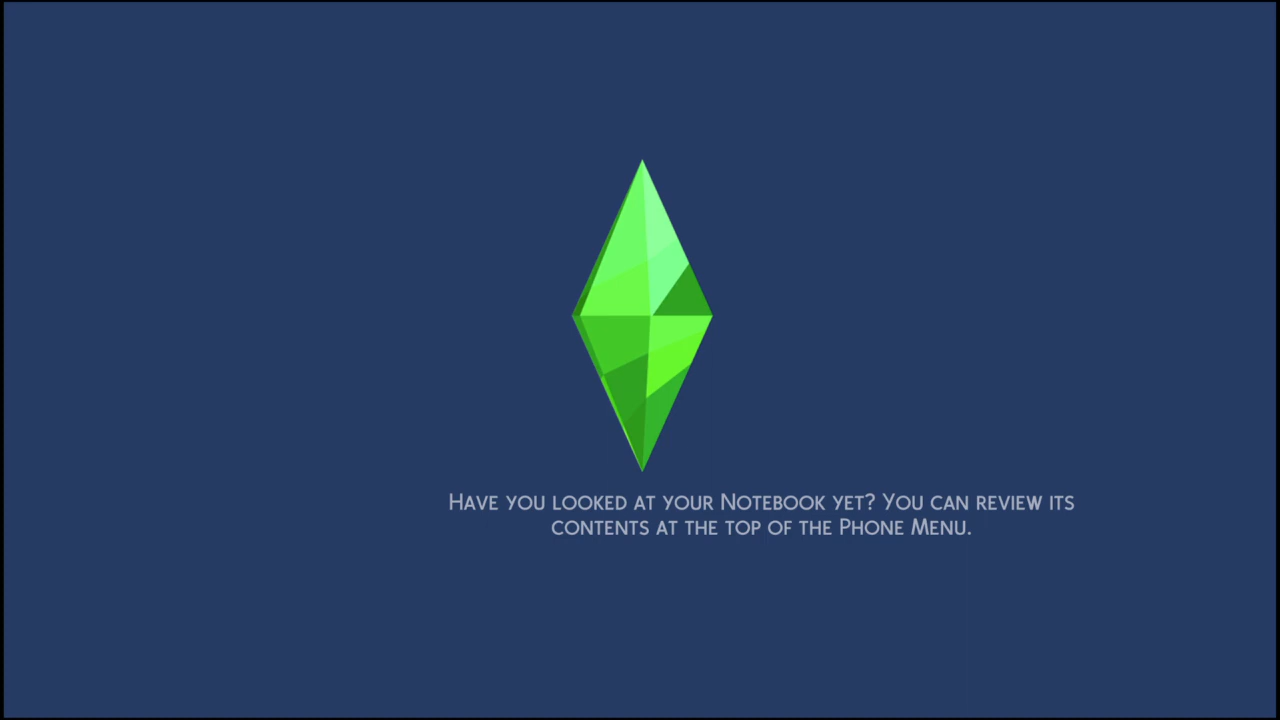 Have you looked at your Notebook yet? You can review its
contents at the top of the Phone Menu.